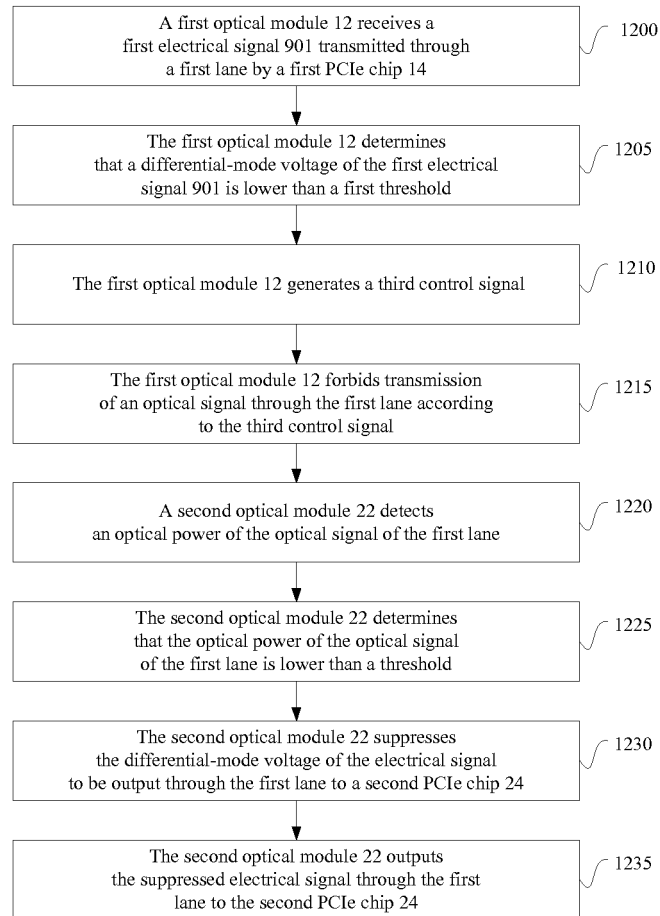 A first optical module 12 receives a
first electrical signal 901 transmitted through
a first lane by a first PCIe chip 14
1200
The first optical module 12 determines
that a differential-mode voltage of the first electrical
signal 901 is lower than a first threshold
1205
The first optical module 12 generates a third control signal
1210
The first optical module 12 forbids transmission
of an optical signal through the first lane according
to the third control signal
1215
A second optical module 22 detects
an optical power of the optical signal of the first lane
1220
The second optical module 22 determines
that the optical power of the optical signal
of the first lane is lower than a threshold
1225
The second optical module 22 suppresses
the differential-mode voltage of the electrical signal
to be output through the first lane to a second PCIe chip 24
1230
The second optical module 22 outputs
the suppressed electrical signal through the first
lane to the second PCIe chip 24
1235